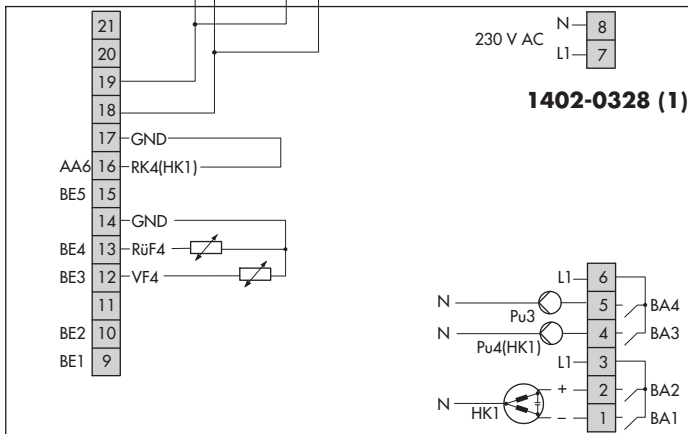 21
20
19
18
17 GND
AA6 16 RK4(HK1)
BE5 15
14 GND
BE4 13 RüF4
BE3 12 VF4
11
BE2 10
BE1 9
N 8
230 V AC
L1 7
1402-0328 (1)
L1 6
N Pu3 5 BA4
N Pu4(HK1) 4 BA3
L1 3
+ 2 BA2
N HK1 – 1 BA1